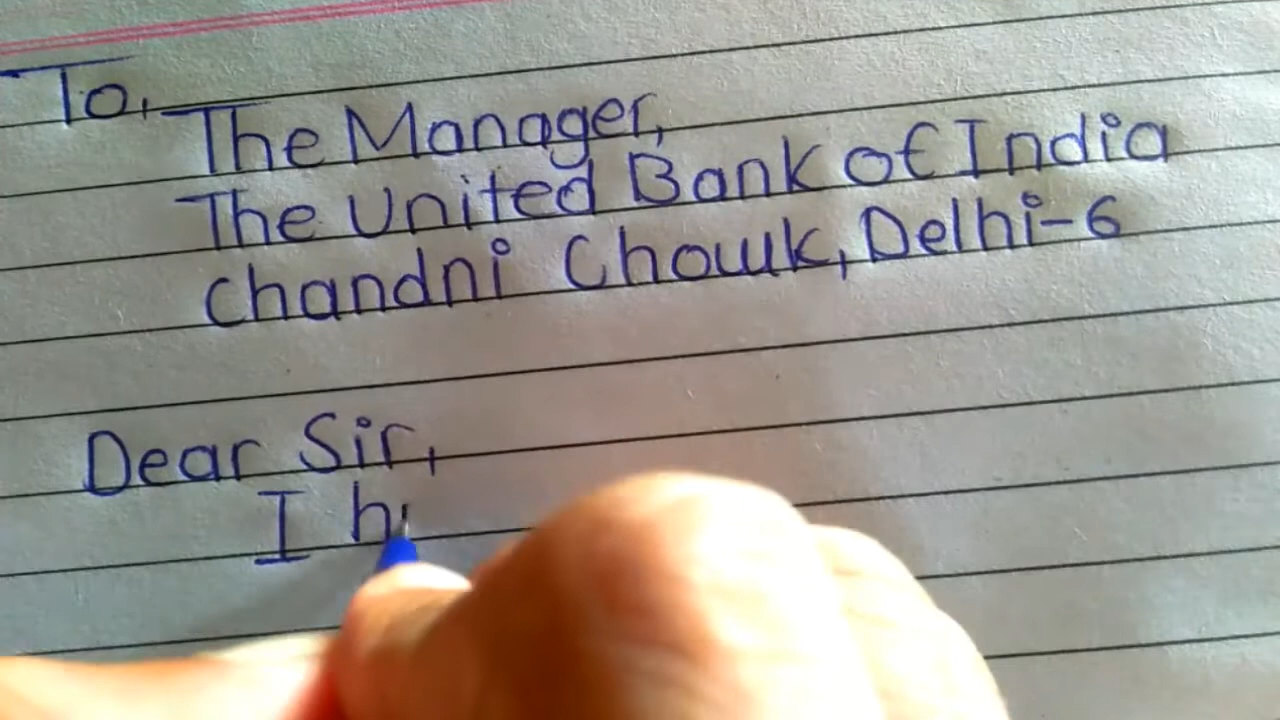 To,
The Manager,
The United Bank of India
Chandni Chowk, Delhi-6
Dear Sir,
I h